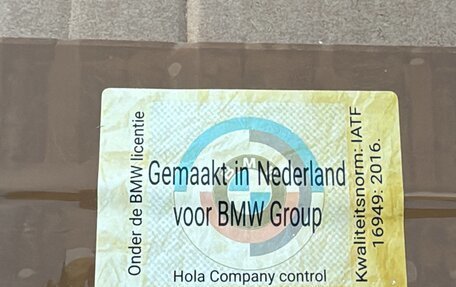 Onder de BMW licentie
Gemaakt in Nederland
voor BMW Group
Hola Company control
Kwaliteitsnorm: IATF
16949: 2016.